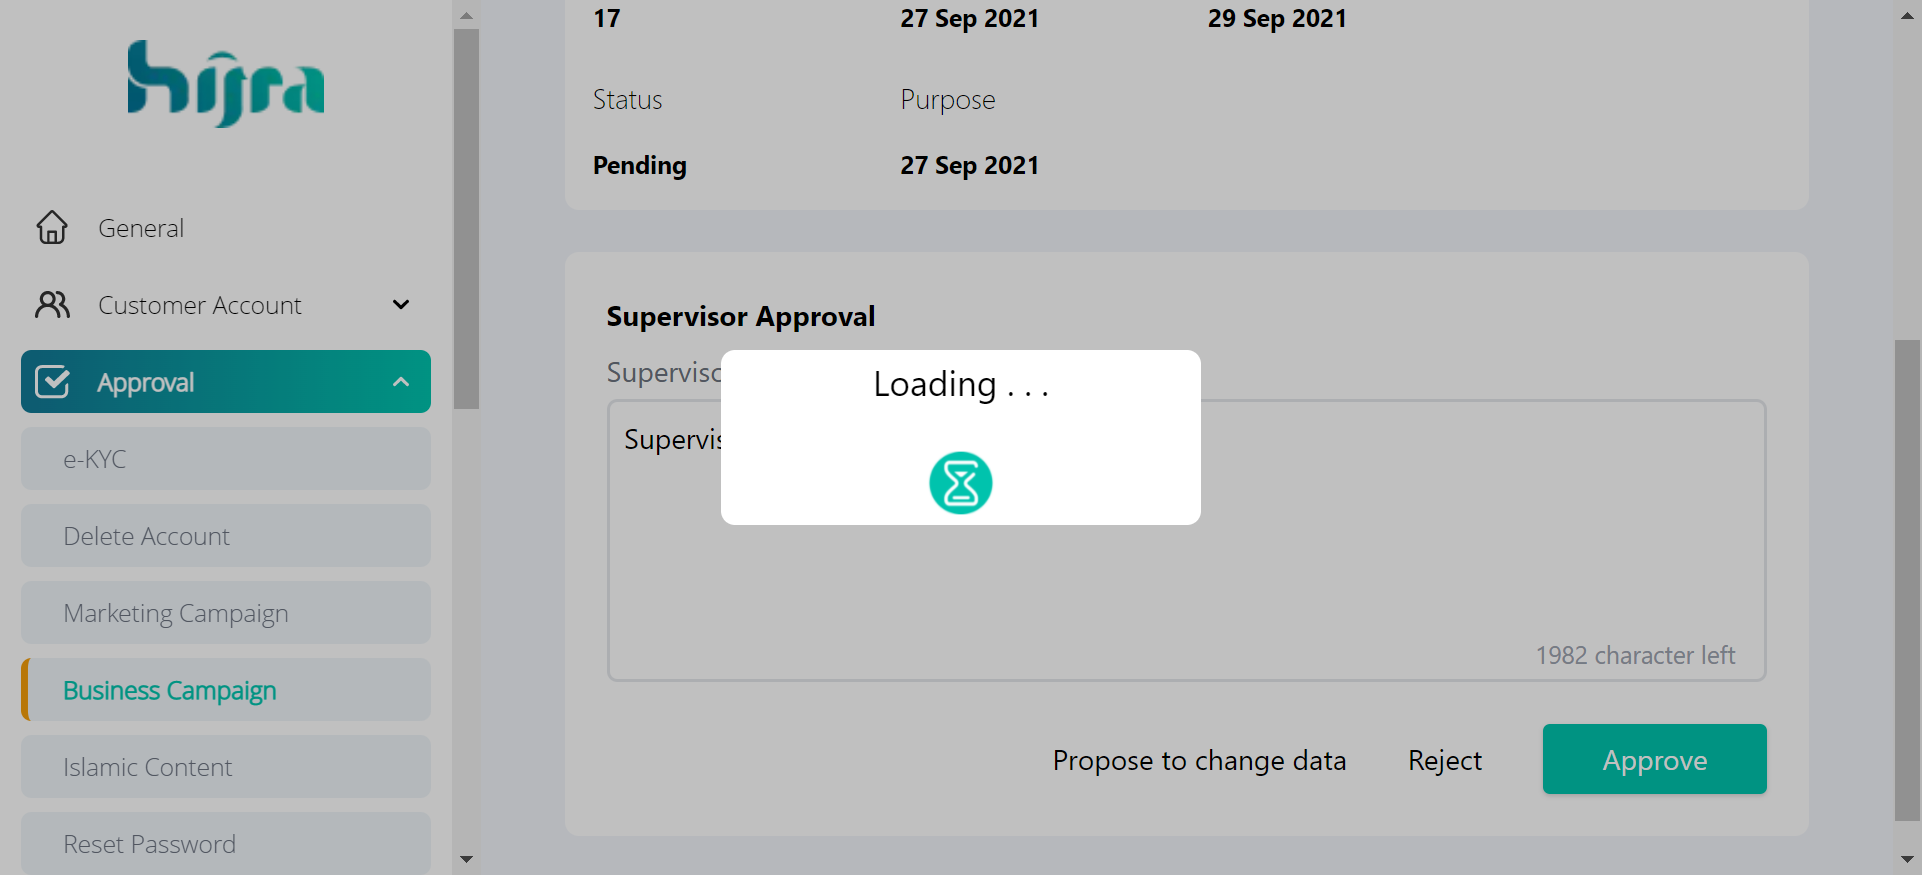 hijra
General
Customer Account
Approval
e-KYC
Delete Account
Marketing Campaign
Business Campaign
Islamic Content
Reset Password
17 27 Sep 2021 29 Sep 2021
Status Purpose
Pending 27 Sep 2021
Supervisor Approval
Loading . . .
1982 character left
Propose to change data Reject Approve